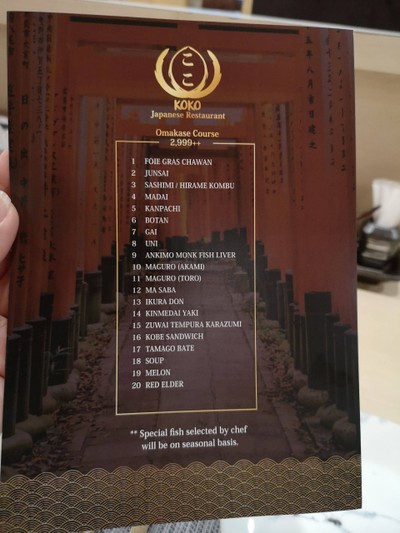 ここ
KOKO
Japanese Restaurant
Omakase Course
2,999++
1 FOIE GRAS CHAWAN
2 JUNSAI
3 SASHIMI / HIRAME KOMBU
4 MADAI
5 KANPACHI
6 BOTAN
7 GAI
8 UNI
9 ANKIMO MONK FISH LIVER
10 MAGURO (AKAMI)
11 MAGURO (TORO)
12 MA SABA
13 IKURA DON
14 KINMEDAI YAKI
15 ZUWAI TEMPURA KARAZUMI
16 KOBE SANDWICH
17 TAMAGO BATE
18 SOUP
19 MELON
20 RED ELDER
** Special fish selected by chef
will be on seasonal basis.